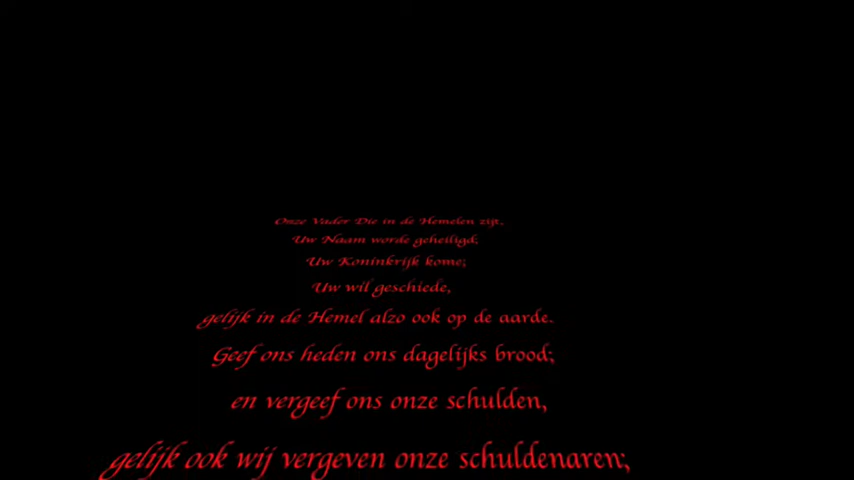 Onze Vader Die in de Hemelen zijt,
Uw Naam worde geheiligd;
Uw Koninkrijk kome;
Uw wil geschiede,
gelijk in de Hemel alzo ook op de aarde.
Geef ons heden ons dagelijks brood;
en vergeef ons onze schulden,
gelijk ook wij vergeven onze schuldenaren;